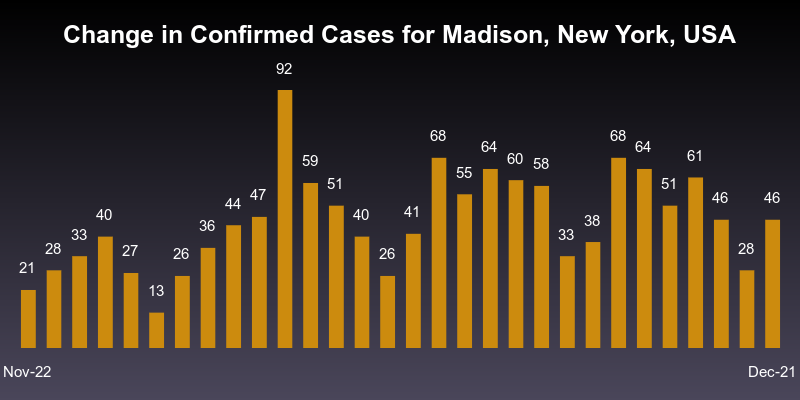 Change in Confirmed Cases for Madison, New York, USA
21 28 33 40 27 13 26 36 44 47 92 59 51 40 26 41 68 55 64 60 58 33 38 68 64 51 61 46 28 46
Nov-22 Dec-21